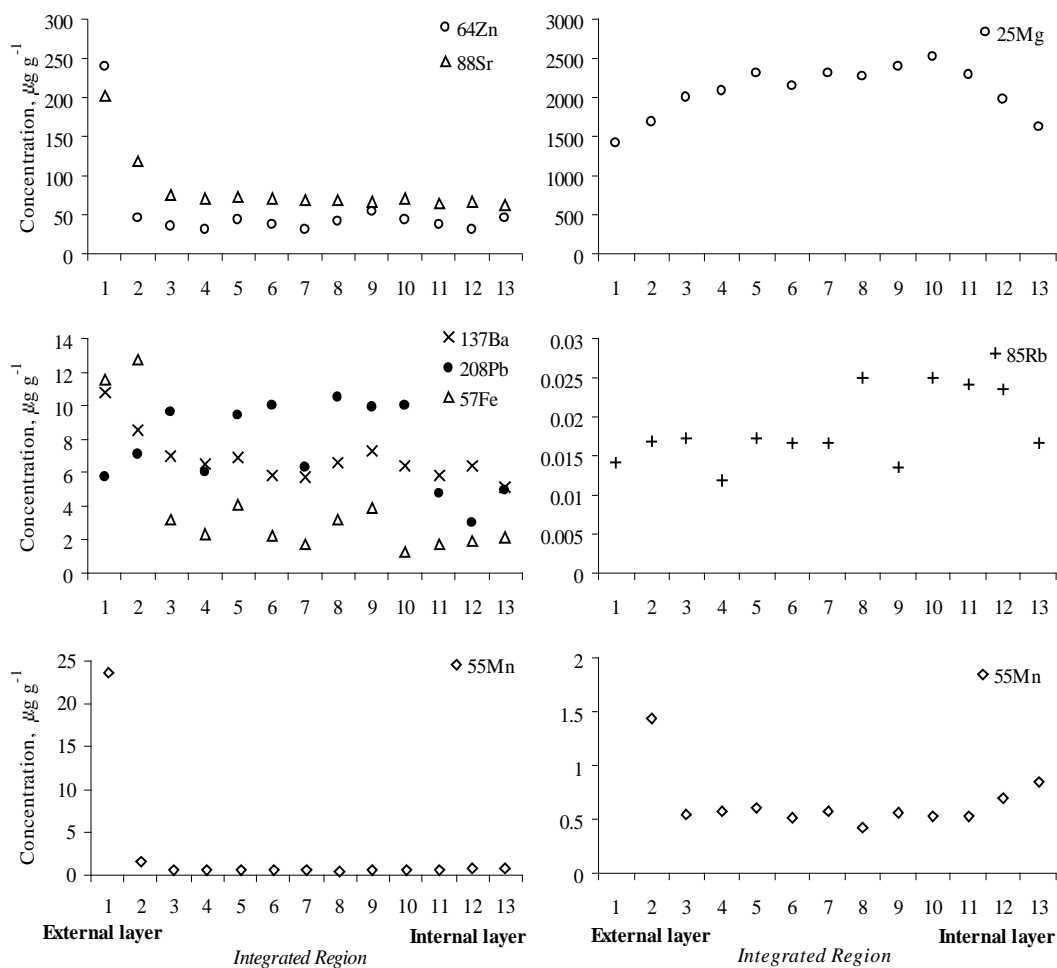 Concentration, µg g-1
300
250
200
150
100
50
0
64Zn
88Sr
1 2 3 4 5 6 7 8 9 10 11 12 13
3000
2500
2000
1500
1000
500
0
25Mg
1 2 3 4 5 6 7 8 9 10 11 12 13
Concentration, µg g-1
14
12
10
8
6
4
2
0
137Ba
208Pb
57Fe
1 2 3 4 5 6 7 8 9 10 11 12 13
0.03
0.025
0.02
0.015
0.01
0.005
0
85Rb
1 2 3 4 5 6 7 8 9 10 11 12 13
Concentration, µg g-1
25
20
15
10
5
0
55Mn
1 2 3 4 5 6 7 8 9 10 11 12 13
External layer Internal layer
Integrated Region
2
1.5
1
0.5
0
55Mn
1 2 3 4 5 6 7 8 9 10 11 12 13
External layer Internal layer
Integrated Region